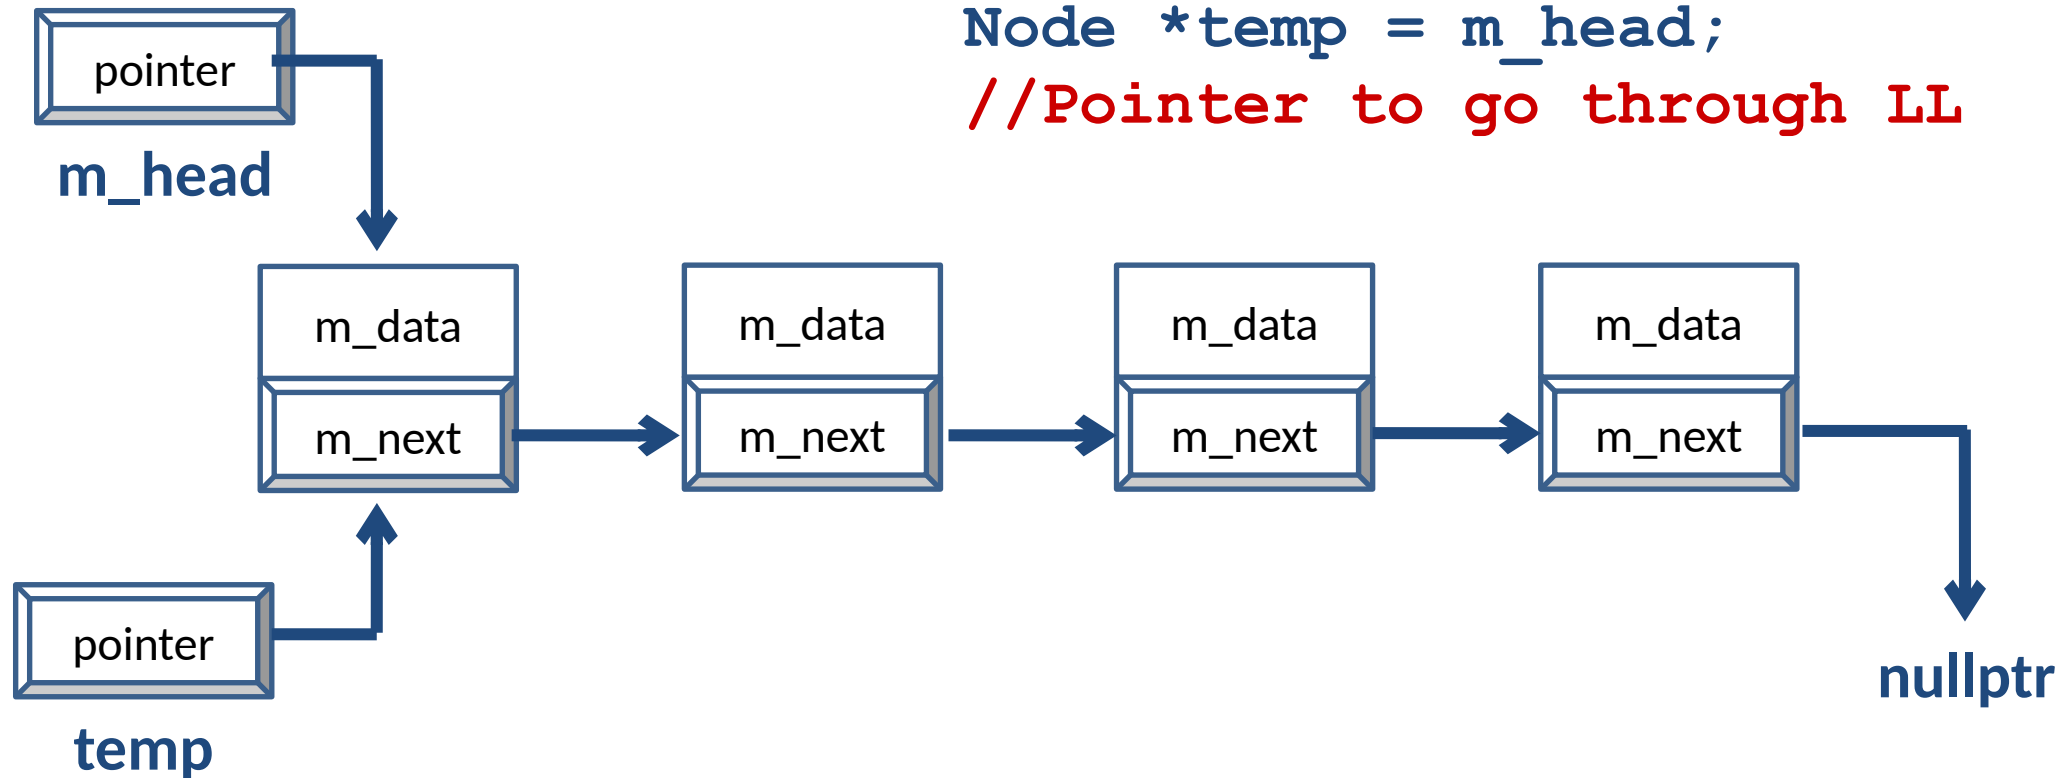 Node *temp = m_head;
//Pointer to go through LL
pointer
m_head
m_data m_data m_data m_data
m_next m_next m_next m_next
pointer
temp
nullptr